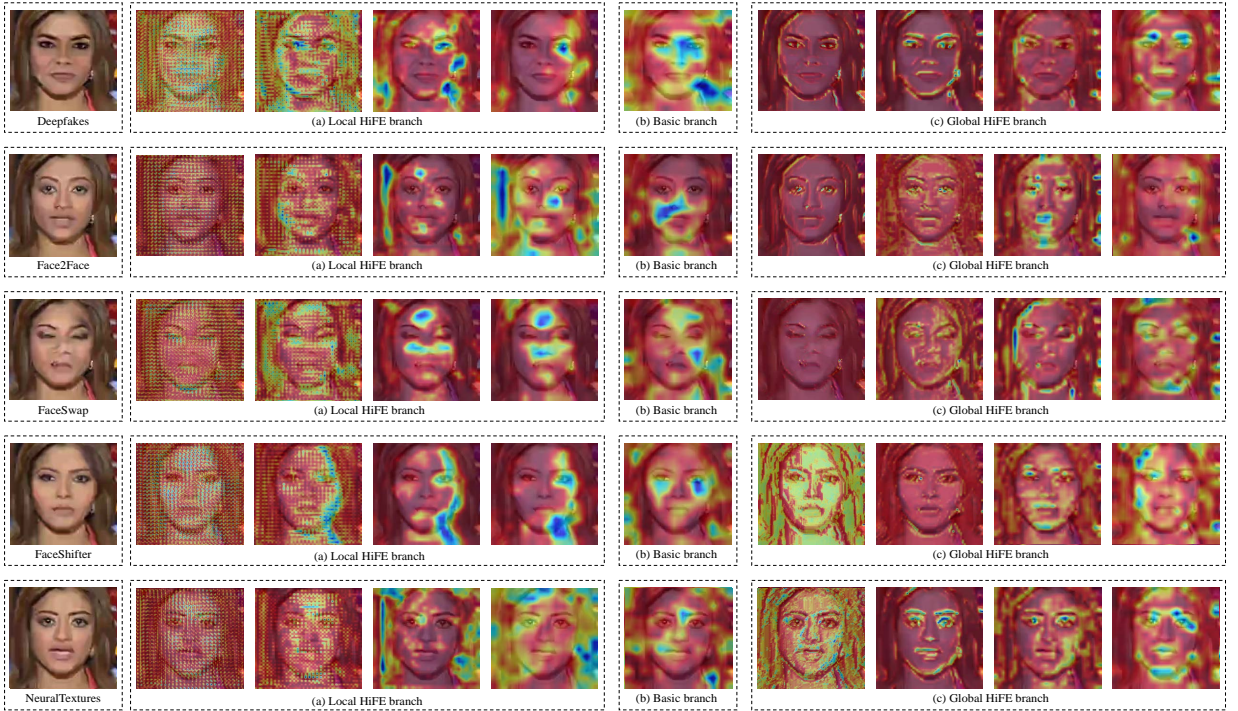 Deepfakes
(a) Local HiFE branch
(b) Basic branch
(c) Global HiFE branch
Face2Face
(a) Local HiFE branch
(b) Basic branch
(c) Global HiFE branch
FaceSwap
(a) Local HiFE branch
(b) Basic branch
(c) Global HiFE branch
FaceShifter
(a) Local HiFE branch
(b) Basic branch
(c) Global HiFE branch
NeuralTextures
(a) Local HiFE branch
(b) Basic branch
(c) Global HiFE branch